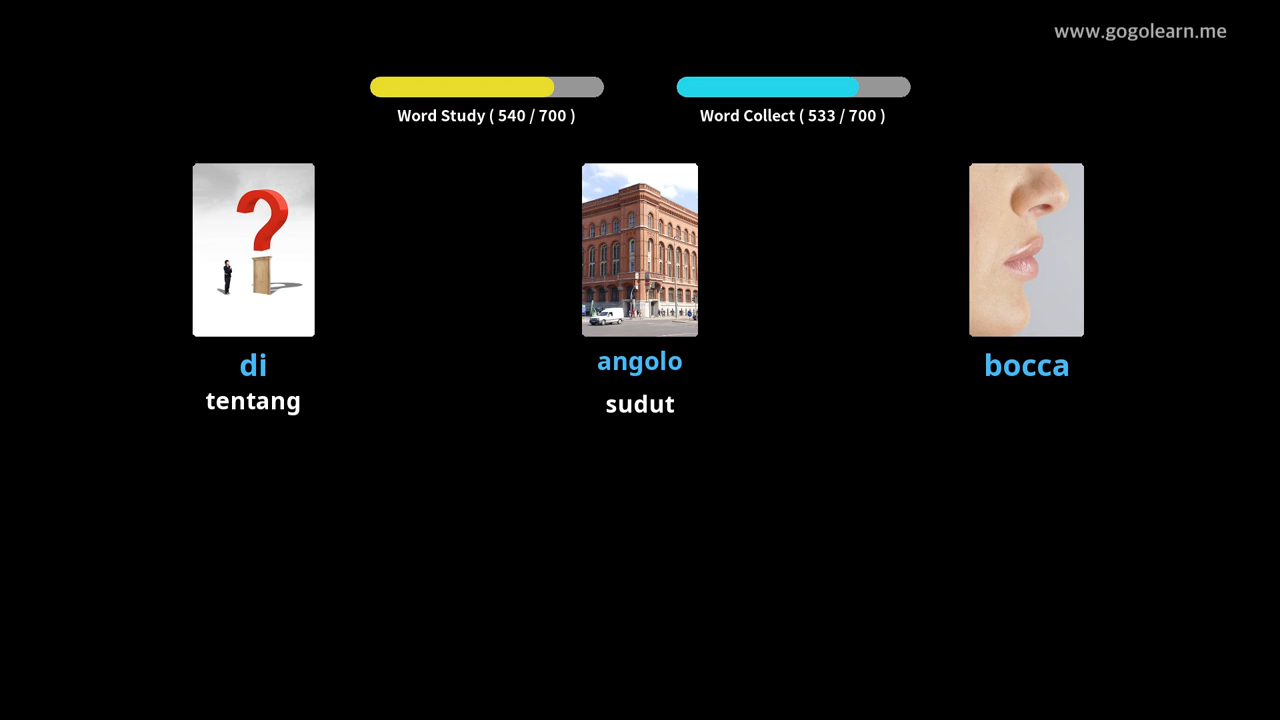 www.gogolearn.me
Word Study ( 540 / 700 )
Word Collect ( 533 / 700 )
di
tentang
angolo
sudut
bocca